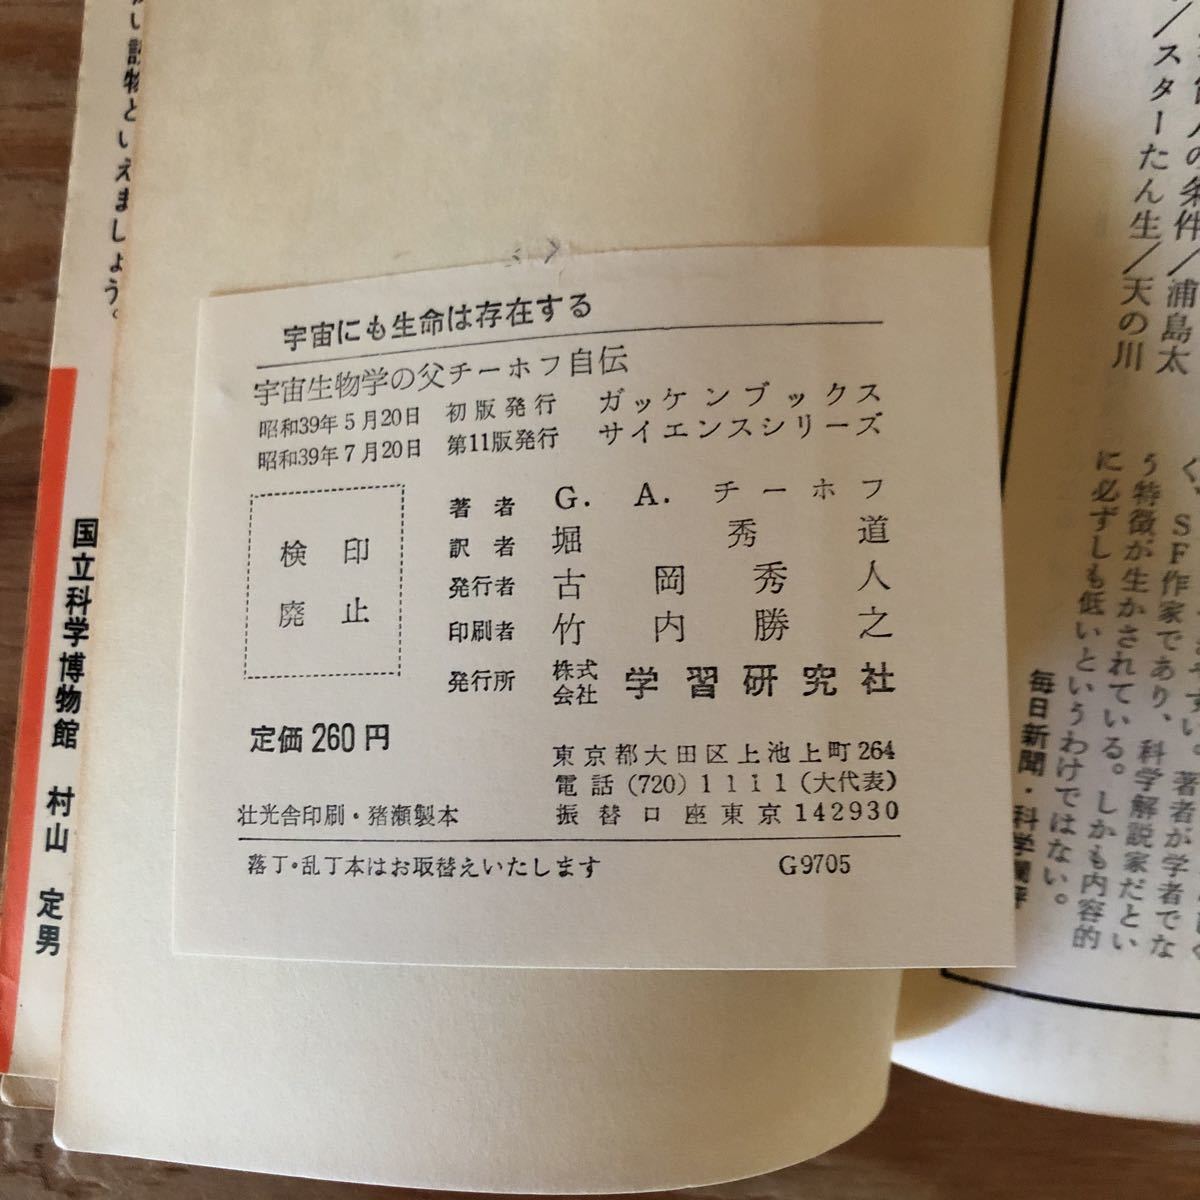 宇宙にも生命は存在する
宇宙生物学の父チーホフ自伝
昭和39年5月20日 初版発行 ガッケンブックス
昭和39年7月20日 第11版発行 サイエンスシリーズ
検印
廃止
著者 G. A. チーホフ
訳者 堀 秀道
発行者 古岡秀人
印刷者 竹内勝之
発行所 株式会社 学習研究社
定価260円
東京都大田区上池上町264
電話(720)1111(大代表)
振替口座東京142930
壮光舎印刷・猪瀬製本
落丁・乱丁本はお取替えいたします G9705
読物といえましょう。
国立科学博物館 村山 定男
の条件/浦島太
/スターたん生/天の川
SF作家であり、科学解説家だとい
う特徴が生かされている。しかも内容的
に必ずしも低いというわけではない。
毎日新聞・科学